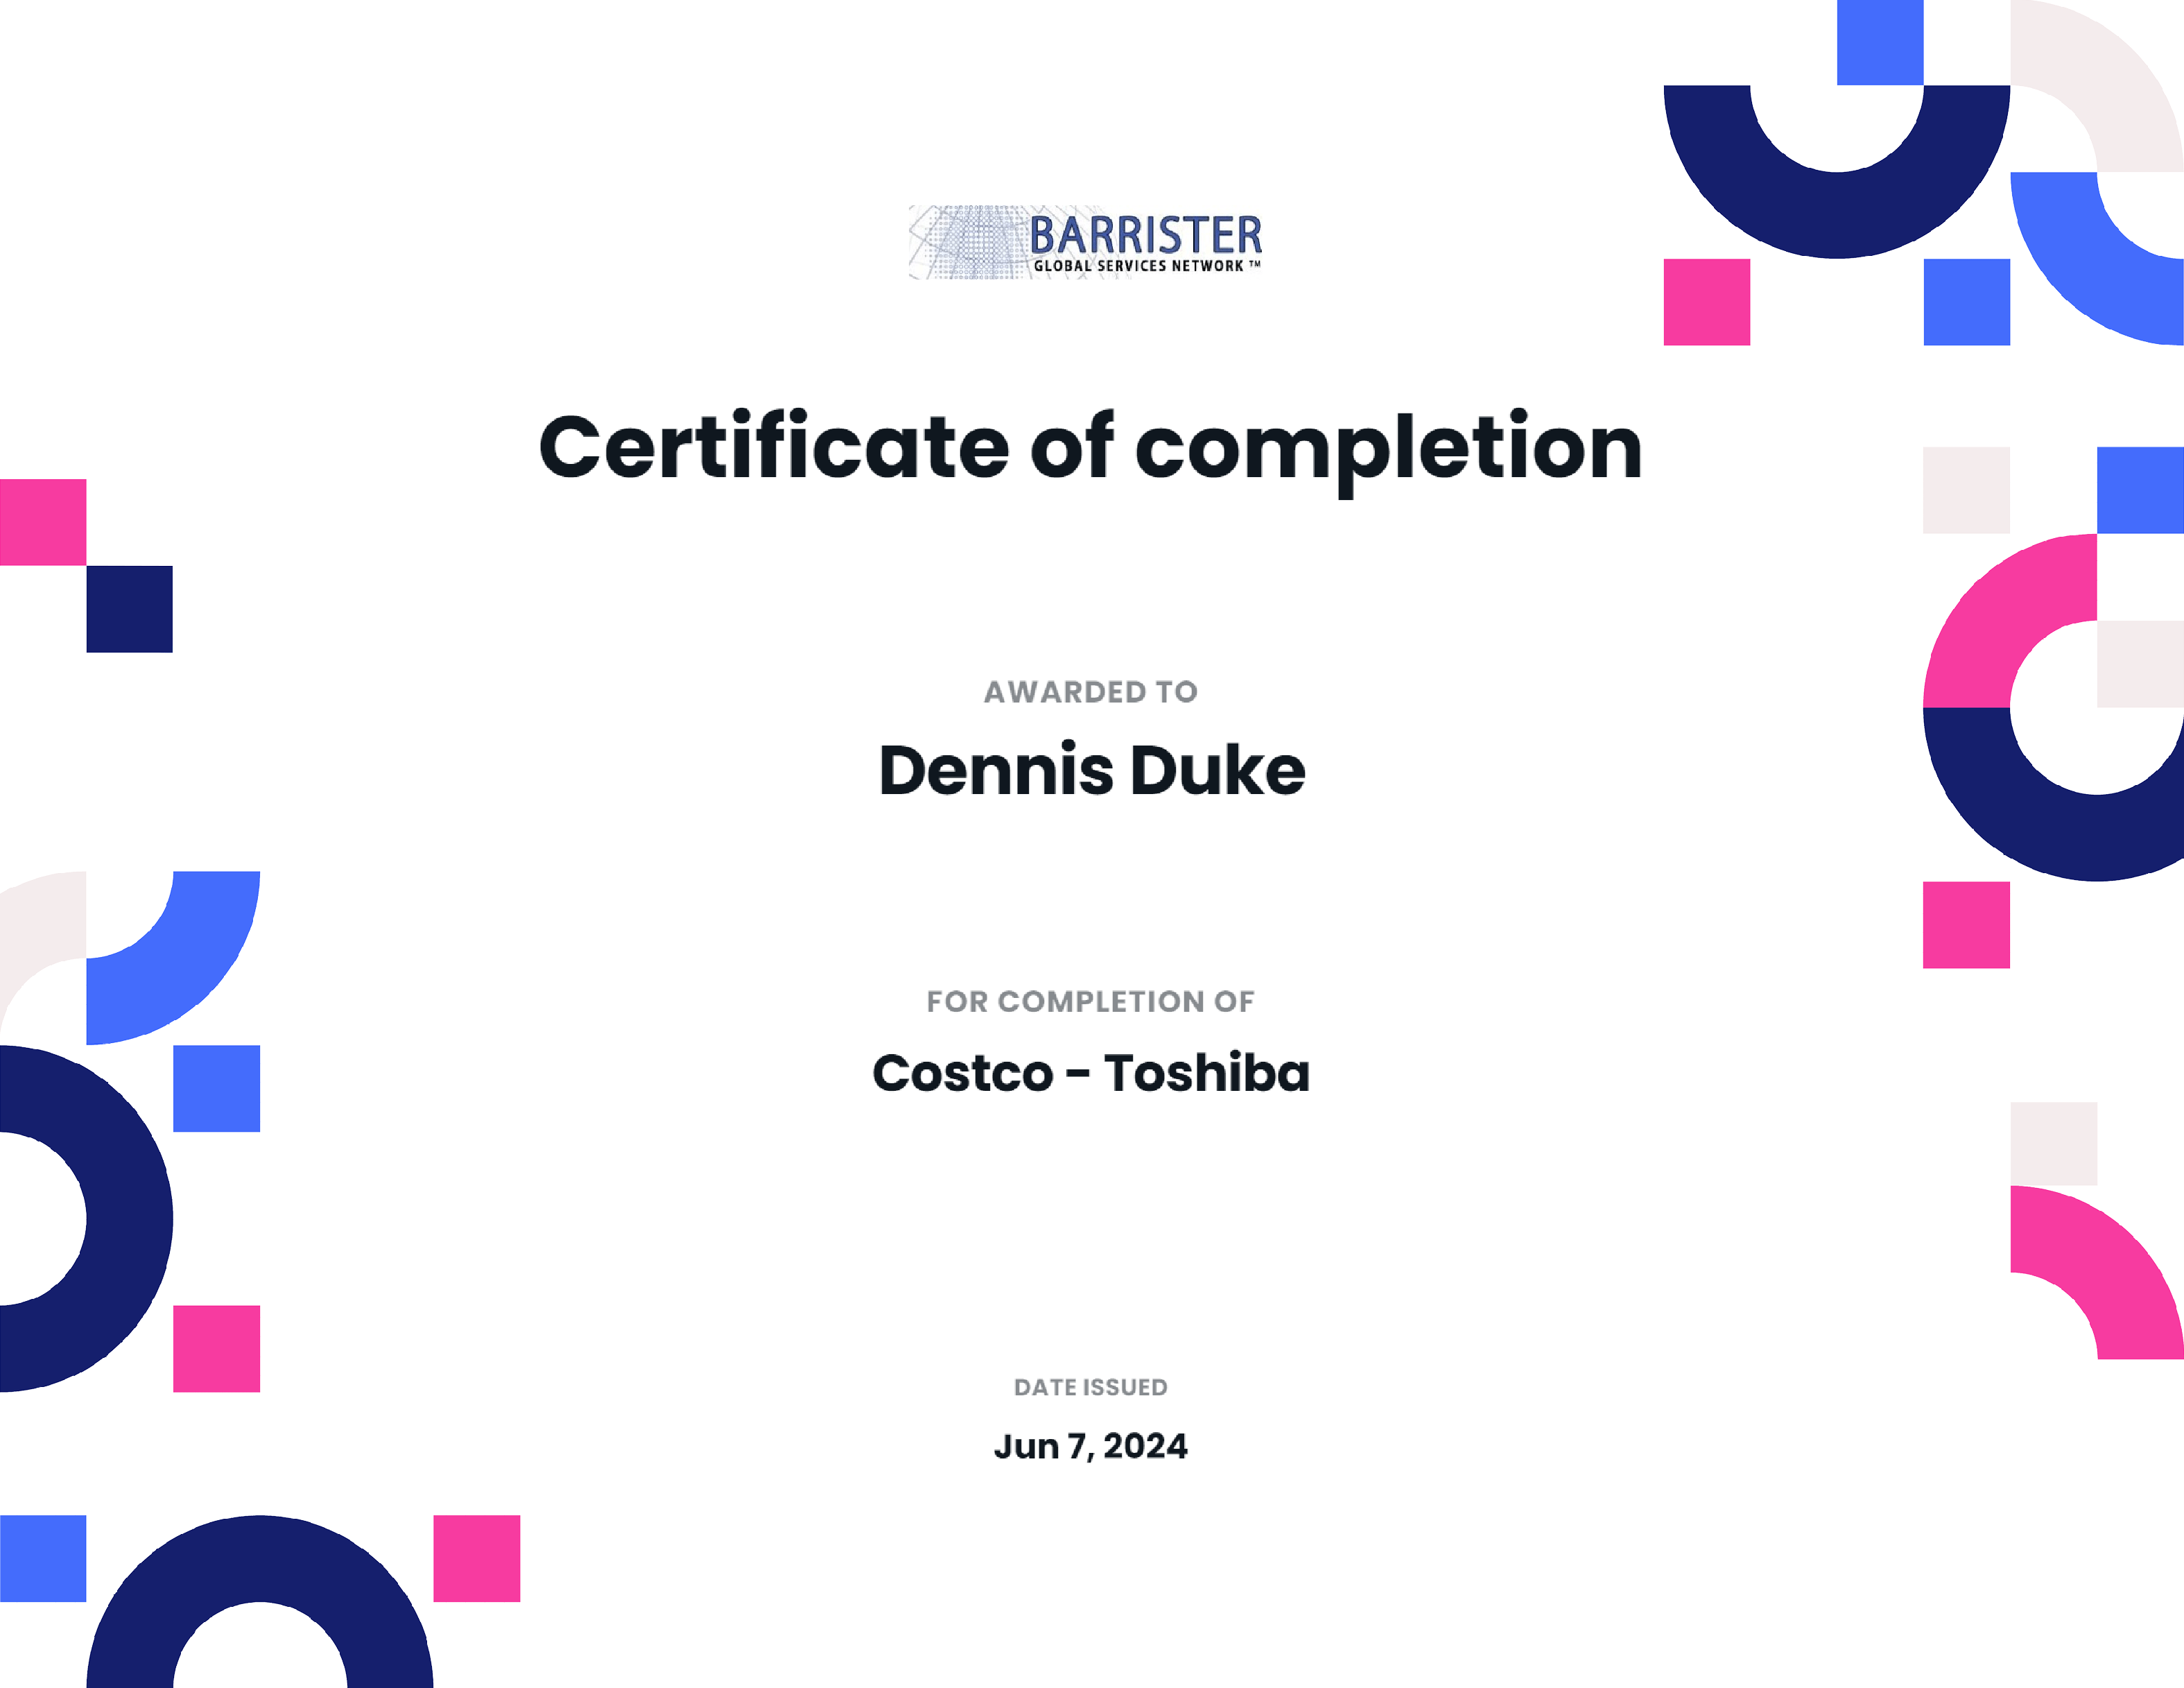 BARRISTER
GLOBAL SERVICES NETWORK ™
Certificate of completion
AWARDED TO
Dennis Duke
FOR COMPLETION OF
Costco - Toshiba
DATE ISSUED
Jun 7, 2024